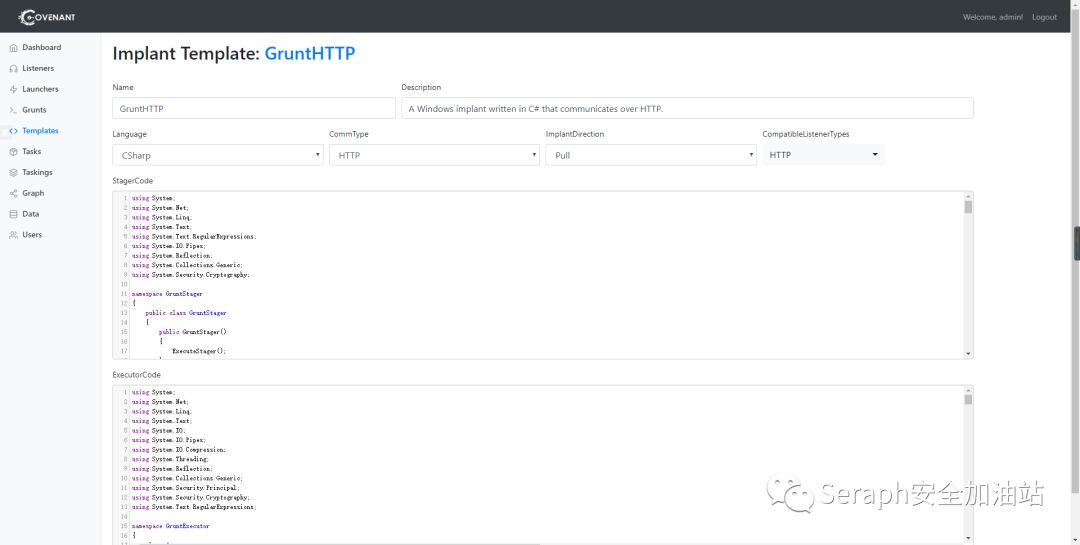 COVENANT
Welcome, admin! Logout
Dashboard
Listeners
Launchers
Grunts
Templates
Tasks
Taskings
Graph
Data
Users
Implant Template: GruntHTTP
Name Description
GruntHTTP A Windows implant written in C# that communicates over HTTP.
Language CommType ImplantDirection CompatibleListenerTypes
CSharp HTTP Pull HTTP
StagerCode
1 using System;
2 using System.Net;
3 using System.Linq;
4 using System.Text;
5 using System.Text.RegularExpressions;
6 using System.IO.Pipes;
7 using System.Reflection;
8 using System.Collections.Generic;
9 using System.Security.Cryptography;
10
11 namespace GruntStager
12 {
13 public class GruntStager
14 {
15 public GruntStager()
16 {
17 ExecuteStager();
ExecutorCode
1 using System;
2 using System.Net;
3 using System.Linq;
4 using System.Text;
5 using System.IO;
6 using System.IO.Pipes;
7 using System.IO.Compression;
8 using System.Threading;
9 using System.Reflection;
10 using System.Collections.Generic;
11 using System.Security.Principal;
12 using System.Security.Cryptography;
13 using System.Text.RegularExpressions;
14
15 namespace GruntExecutor
16 {
Seraph安全加油站